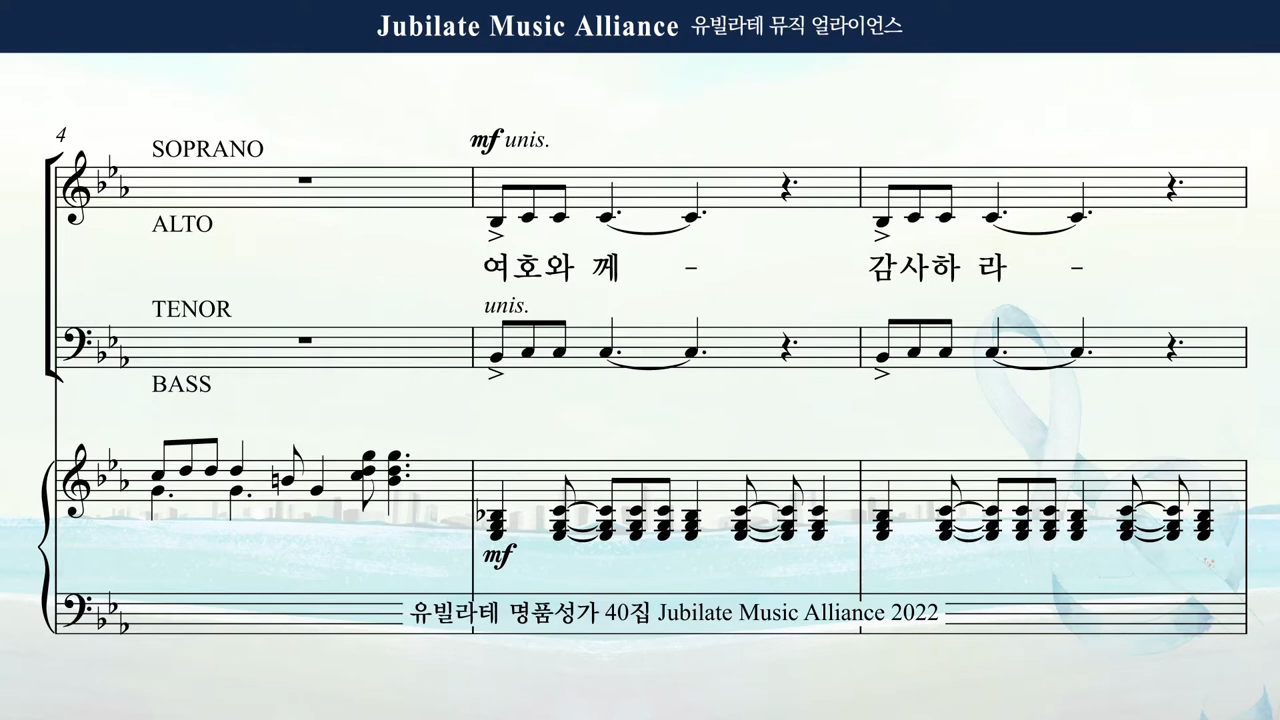 Jubilate Music Alliance 유빌라테 뮤직 얼라이언스
4
SOPRANO
mf unis.
ALTO
여호와 께 - 감사하 라 -
TENOR
unis.
BASS
mf
유빌라테 명품성가 40집 Jubilate Music Alliance 2022